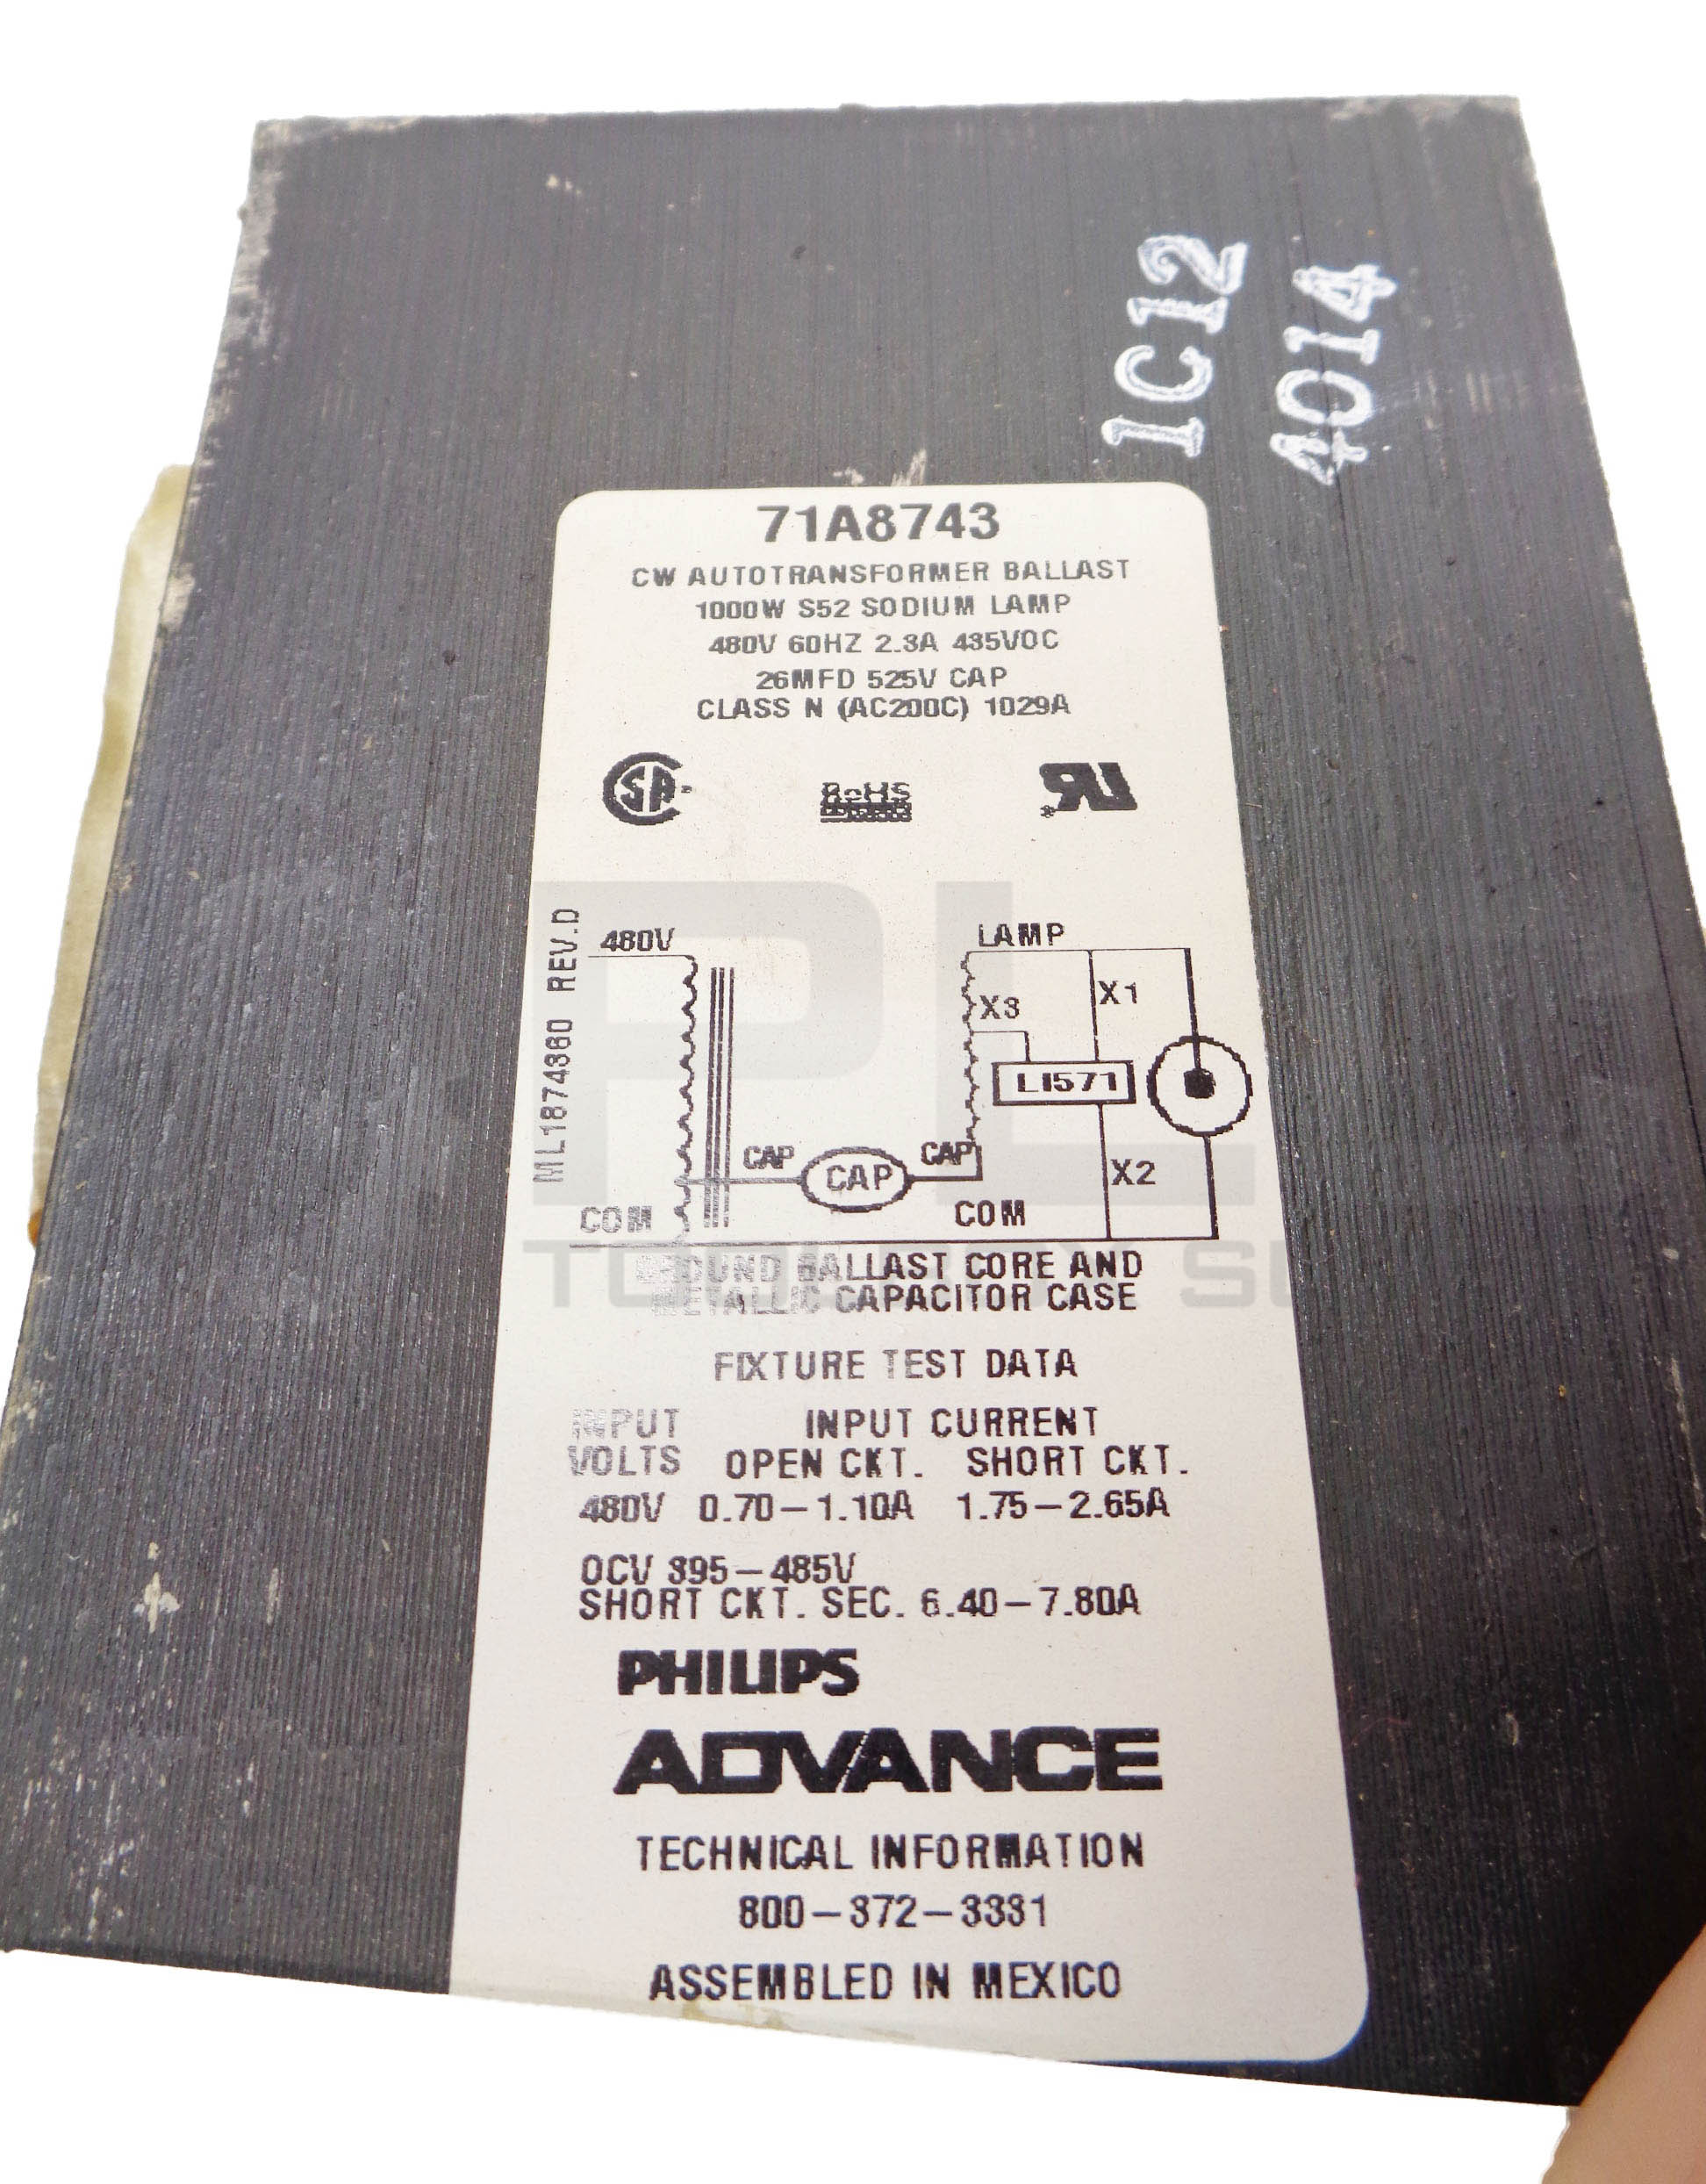 1C12
4014
71A8743
CW AUTOTRANSFORMER BALLAST
1000W S52 SODIUM LAMP
480V 60HZ 2.3A 435VOC
26MFD 525V CAP
CLASS N (AC200C) 1029A
SA
RoHS
ML1874360 REV.D
480V
LAMP
X3
X1
LI571
CAP
CAP
CAP
X2
COM
COM
GROUND BALLAST CORE AND
METALLIC CAPACITOR CASE
FIXTURE TEST DATA
INPUT INPUT CURRENT
VOLTS OPEN CKT. SHORT CKT.
480V 0.70-1.10A 1.75-2.65A
OCV 395-485V
SHORT CKT. SEC. 6.40-7.80A
PHILIPS
ADVANCE
TECHNICAL INFORMATION
800-372-3331
ASSEMBLED IN MEXICO
PL